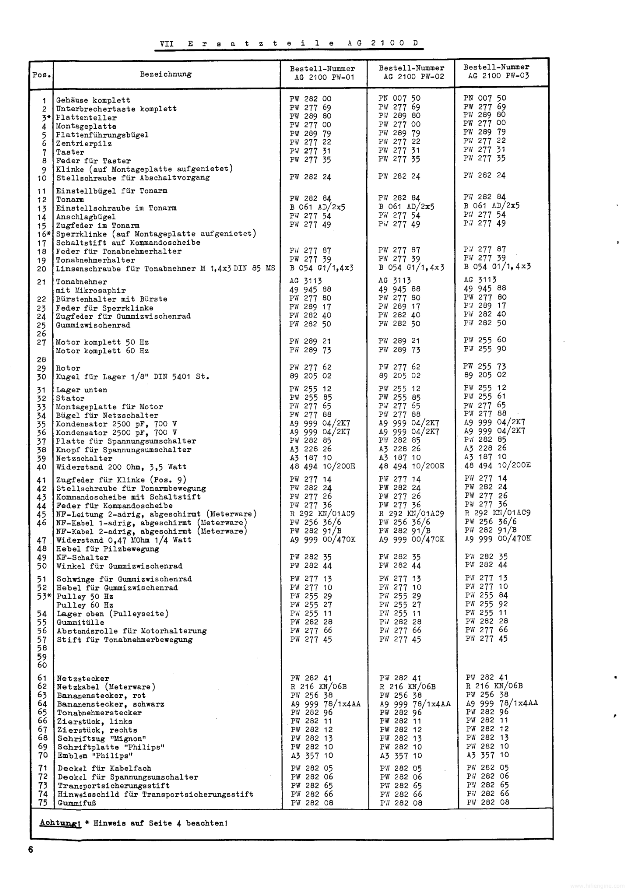 VII Ersatzteile AG 2100 D
Pos. Bezeichnung Bestell-Nummer AG 2100 PW-01 Bestell-Nummer AG 2100 PW-02 Bestell-Nummer AG 2100 PW-03
1 Gehäuse komplett PW 282 00 PN 007 50 PN 007 50
2 Unterbrechertaste komplett PW 277 69 PW 277 69 PW 277 69
3* Plattenteller PW 289 80 PW 289 80 PW 289 80
4 Montageplatte PW 277 00 PW 277 00 PW 277 00
5 Plattenführungsbügel PW 289 79 PW 289 79 PW 289 79
6 Zentrierpilz PW 277 22 PW 277 22 PW 277 22
7 Taster PW 277 31 PW 277 31 PW 277 31
8 Feder für Taster PW 277 35 PW 277 35 PW 277 35
9 Klinke (auf Montageplatte aufgenietet)
10 Stellschraube für Abschaltvorgang PW 282 24 PW 282 24 PW 282 24
11 Einstellbügel für Tonarm
12 Tonarm PW 282 84 PW 282 84 PW 282 84
13 Einstellschraube im Tonarm B 061 AD/2x5 B 061 AD/2x5 B 061 AD/2x5
14 Anschlagbügel PW 277 54 PW 277 54 PW 277 54
15 Zugfeder im Tonarm PW 277 49 PW 277 49 PW 277 49
16* Sperrklinke (auf Montageplatte aufgenietet)
17 Schaltstift auf Kommandoscheibe
18 Feder für Tonabnehmerhalter PW 277 87 PW 277 87 PW 277 87
19 Tonabnehmerhalter PW 277 39 PW 277 39 PW 277 39
20 Linsenschraube für Tonabnehmer M 1,4x3 DIN 85 MS B 054 G1/1,4x3 B 054 G1/1,4x3 B 054 G1/1,4x3
21 Tonabnehmer AG 3113 AG 3113 AG 3113
mit Mikrosaphir 49 945 88 49 945 88 49 945 88
22 Bürstenhalter mit Bürste PW 277 80 PW 277 80 PW 277 80
23 Feder für Sperrklinke PW 289 17 PW 289 17 PW 289 17
24 Zugfeder für Gummizwischenrad PW 282 40 PW 282 40 PW 282 40
25 Gummizwischenrad PW 282 50 PW 282 50 PW 282 50
26
27 Motor komplett 50 Hz PW 289 21 PW 289 21 PW 255 60
Motor komplett 60 Hz PW 289 73 PW 289 73 PW 255 90
28
29 Rotor PW 277 62 PW 277 62 PW 255 73
30 Kugel für Lager 1/8" DIN 5401 St. 89 205 02 89 205 02 89 205 02
31 Lager unten PW 255 12 PW 255 12 PW 255 12
32 Stator PW 255 85 PW 255 85 PW 255 61
33 Montageplatte für Motor PW 277 65 PW 277 65 PW 277 65
34 Bügel für Netzschalter PW 277 88 PW 277 88 PW 277 88
35 Kondensator 2500 pF, 700 V A9 999 04/2K7 A9 999 04/2K7 A9 999 04/2K7
36 Kondensator 2500 pF, 700 V A9 999 04/2K7 A9 999 04/2K7 A9 999 04/2K7
37 Platte für Spannungsumschalter PW 282 85 PW 282 85 PW 282 85
38 Knopf für Spannungsumschalter A3 228 26 A3 228 26 A3 228 26
39 Netzschalter A3 187 10 A3 187 10 A3 187 10
40 Widerstand 200 Ohm, 3,5 Watt 48 494 10/200E 48 494 10/200E 48 494 10/200E
41 Zugfeder für Klinke (Pos. 9) PW 277 14 PW 277 14 PW 277 14
42 Stellschraube für Tonarmbewegung PW 282 24 PW 282 24 PW 282 24
43 Kommandoscheibe mit Schaltstift PW 277 26 PW 277 26 PW 277 26
44 Feder für Kommandoscheibe PW 277 36 PW 277 36 PW 277 36
45 NF-Leitung 2-adrig, abgeschirmt (Meterware) R 292 KN/01AC9 R 292 KN/01AC9 R 292 KN/01AC9
46 NF-Kabel 1-adrig, abgeschirmt (Meterware) PW 256 36/6 PW 256 36/6 PW 256 36/6
NF-Kabel 2-adrig, abgeschirmt (Meterware) PW 282 91/B PW 282 91/B PW 282 91/B
47 Widerstand 0,47 MOhm 1/4 Watt A9 999 00/470K A9 999 00/470K A9 999 00/470K
48 Hebel für Pilzbewegung
49 NF-Schalter PW 282 35 PW 282 35 PW 282 35
50 Winkel für Gummizwischenrad PW 282 44 PW 282 44 PW 282 44
51 Schwinge für Gummizwischenrad PW 277 13 PW 277 13 PW 277 13
52 Hebel für Gummizwischenrad PW 277 10 PW 277 10 PW 277 10
53* Pulley 50 Hz PW 255 29 PW 255 29 PW 255 84
Pulley 60 Hz PW 255 27 PW 255 27 PW 255 92
54 Lager oben (Pulleyseite) PW 255 11 PW 255 11 PW 255 11
55 Gummitülle PW 282 28 PW 282 28 PW 282 28
56 Abstandsrolle für Motorhalterung PW 277 66 PW 277 66 PW 277 66
57 Stift für Tonabnehmerbewegung PW 277 45 PW 277 45 PW 277 45
58
59
60
61 Netzstecker PW 282 41 PW 282 41 PW 282 41
62 Netzkabel (Meterware) R 216 KN/06B R 216 KN/06B R 216 KN/06B
63 Bananenstecker, rot PW 256 38 PW 256 38 PW 256 38
64 Bananenstecker, schwarz A9 999 78/1x4AA A9 999 78/1x4AA A9 999 78/1x4AA
65 Tonabnehmerstecker PW 282 96 PW 282 96 PW 282 96
66 Zierstück, links PW 282 11 PW 282 11 PW 282 11
67 Zierstück, rechts PW 282 12 PW 282 12 PW 282 12
68 Schriftzug "Mignon" PW 282 13 PW 282 13 PW 282 13
69 Schriftplatte "Philips" PW 282 10 PW 282 10 PW 282 10
70 Emblem "Philips" A3 357 10 A3 357 10 A3 357 10
71 Deckel für Kabelfach PW 282 05 PW 282 05 PW 282 05
72 Deckel für Spannungsumschalter PW 282 06 PW 282 06 PW 282 06
73 Transportsicherungsstift PW 282 65 PW 282 65 PW 282 65
74 Hinweisschild für Transportsicherungsstift PW 282 66 PW 282 66 PW 282 66
75 Gummifuß PW 282 08 PW 282 08 PW 282 08
Achtung! * Hinweis auf Seite 4 beachten!
6